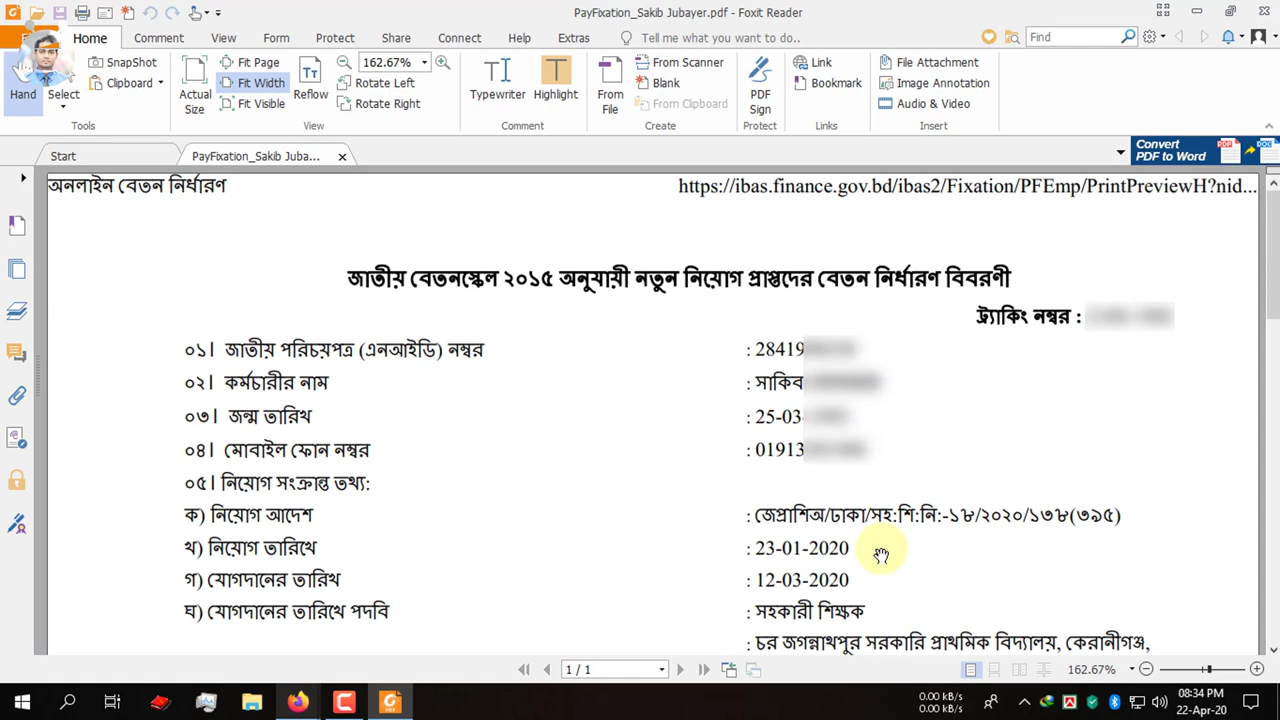 PayFixation_Sakib Jubayer.pdf - Foxit Reader
Home Comment View Form Protect Share Connect Help Extras Tell me what you want to do.. Find
Hand
Select
SnapShot
Clipboard
Tools
Actual Size
Fit Page
Fit Width
Fit Visible
Reflow
162.67%
Rotate Left
Rotate Right
View
Typewriter
Highlight
Comment
From File
From Scanner
Blank
From Clipboard
Create
PDF Sign
Protect
Link
Bookmark
Links
File Attachment
Image Annotation
Audio & Video
Insert
Start
PayFixation_Sakib Juba...
Convert PDF to Word
অনলাইন বেতন নির্ধারণ https://ibas.finance.gov.bd/ibas2/Fixation/PFEmp/PrintPreviewH?nid...
জাতীয় বেতনস্কেল ২০১৫ অনুযায়ী নতুন নিয়োগ প্রাপ্তদের বেতন নির্ধারণ বিবরণী
ট্র্যাকিং নম্বর :
০১। জাতীয় পরিচয়পত্র (এনআইডি) নম্বর : 28419
০২। কর্মচারীর নাম : সাকিব
০৩। জন্ম তারিখ : 25-03-
০৪। মোবাইল ফোন নম্বর : 01913
০৫। নিয়োগ সংক্রান্ত তথ্য:
ক) নিয়োগ আদেশ : জেপ্রাশিঅ/ঢাকা/সহ:শি:নি:-১৮/২০২০/১৩৮(৩৯৫)
খ) নিয়োগ তারিখে : 23-01-2020
গ) যোগদানের তারিখ : 12-03-2020
ঘ) যোগদানের তারিখে পদবি : সহকারী শিক্ষক
: চর জগন্নাথপুর সরকারি প্রাথমিক বিদ্যালয়, কেরানীগঞ্জ,
1 / 1
162.67%
0.00 kB/s
0.00 kB/s
08:34 PM
22-Apr-20